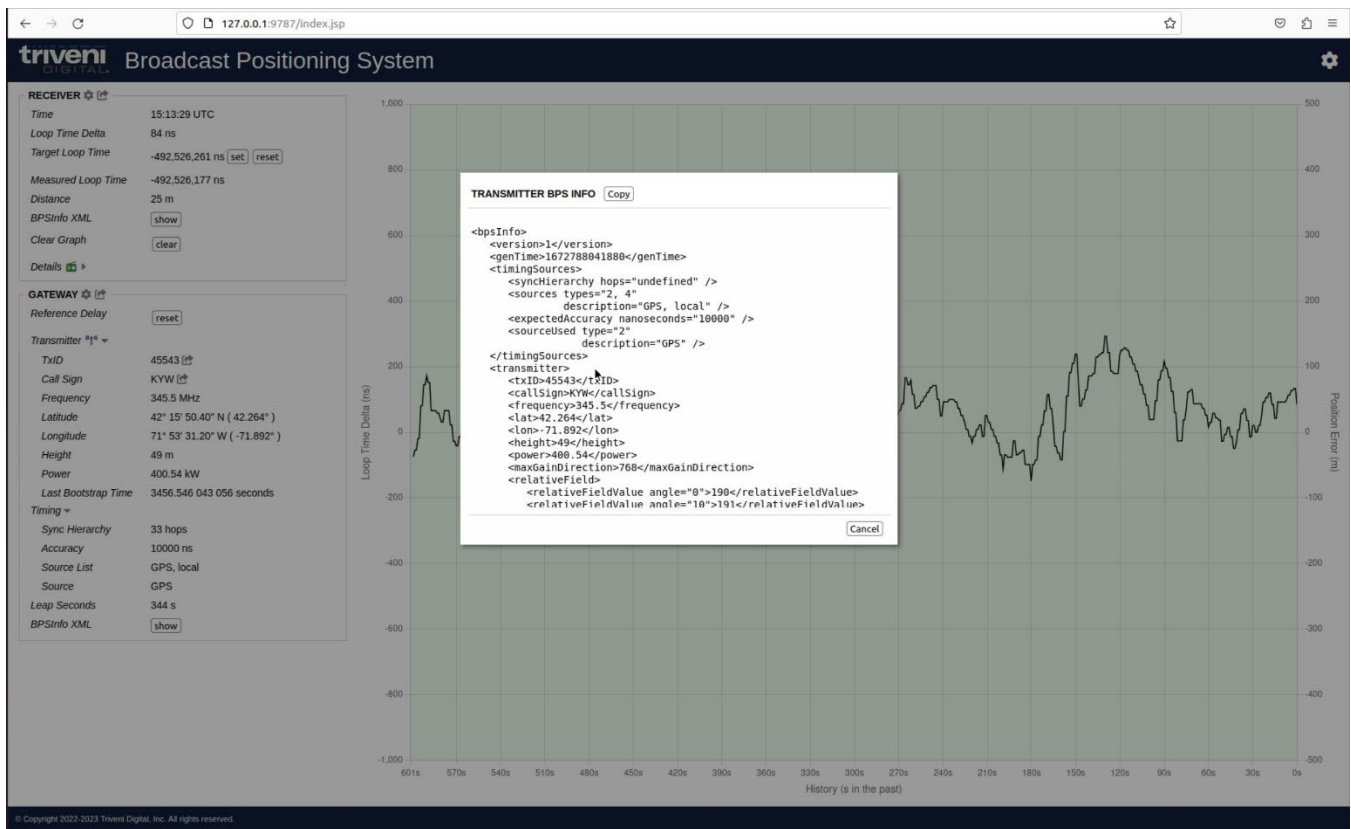 127.0.0.1:9787/index.jsp
triveni
DIGITAL.
Broadcast Positioning System
RECEIVER
Time 15:13:29 UTC
Loop Time Delta 84 ns
Target Loop Time -492,526,261 ns set reset
Measured Loop Time -492,526,177 ns
Distance 25 m
BPSInfo XML show
Clear Graph clear
Details
GATEWAY
Reference Delay reset
Transmitter
TxID 45543
Call Sign KYW
Frequency 345.5 MHz
Latitude 42° 15' 50.40" N ( 42.264° )
Longitude 71° 53' 31.20" W ( -71.892° )
Height 49 m
Power 400.54 kW
Last Bootstrap Time 3456.546 043 056 seconds
Timing
Sync Hierarchy 33 hops
Accuracy 10000 ns
Source List GPS, local
Source GPS
Leap Seconds 344 s
BPSInfo XML show
TRANSMITTER BPS INFO Copy
<bpsInfo>
<version>1</version>
<genTime>1672788041880</genTime>
<timingSources>
<syncHierarchy hops="undefined" />
<sources types="2, 4"
description="GPS, local" />
<expectedAccuracy nanoseconds="10000" />
<sourceUsed type="2"
description="GPS" />
</timingSources>
<transmitter>
<txID>45543</txID>
<callSign>KYW</callSign>
<frequency>345.5</frequency>
<lat>42.264</lat>
<lon>-71.892</lon>
<height>49</height>
<power>400.54</power>
<maxGainDirection>768</maxGainDirection>
<relativeField>
<relativeFieldValue angle="0">190</relativeFieldValue>
<relativeFieldValue angle="10">191</relativeFieldValue>
Cancel
Loop Time Delta (ns)
1,000
800
600
400
200
0
-200
-400
-600
-800
-1,000
500
400
300
200
100
0
-100
-200
-300
-400
-500
Position Error (m)
601s 570s 540s 510s 480s 450s 420s 390s 360s 330s 300s 270s 240s 210s 180s 150s 120s 90s 60s 30s 0s
History (s in the past)
© Copyright 2022-2023 Triveni Digital, Inc. All rights reserved.